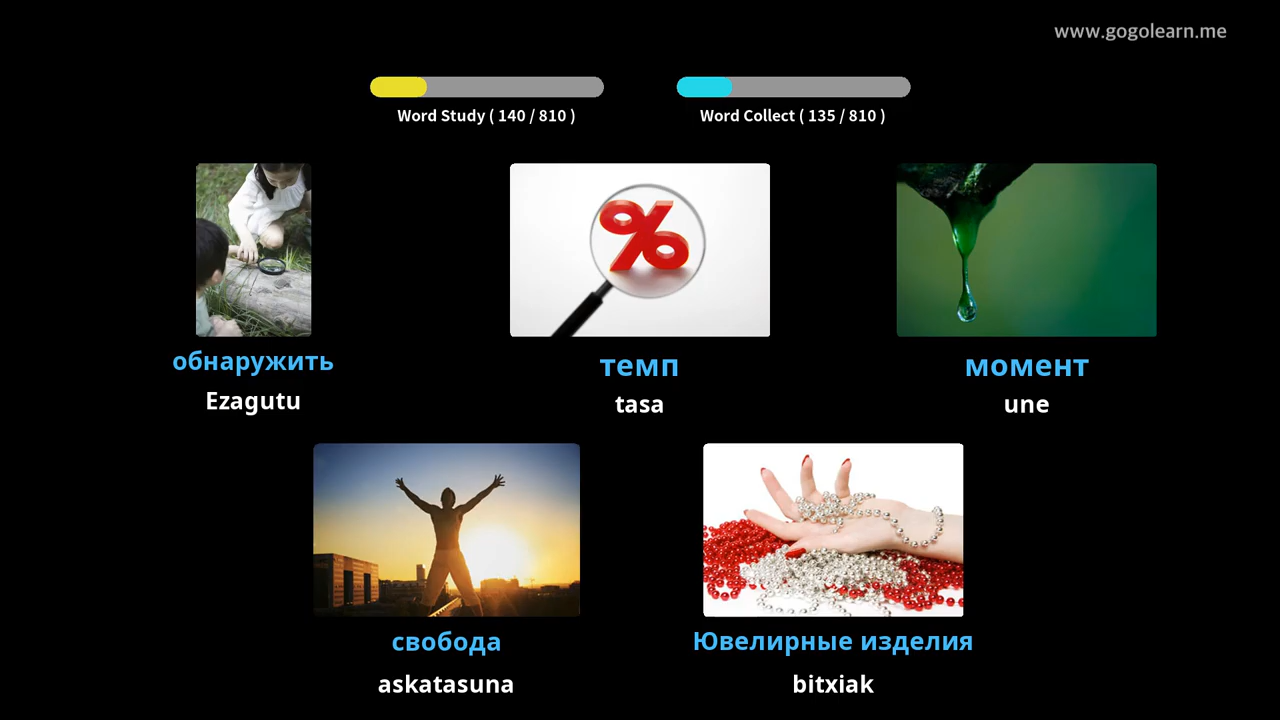 www.gogolearn.me
Word Study ( 140 / 810 )
Word Collect ( 135 / 810 )
обнаружить
Ezagutu
темп
tasa
момент
une
свобода
askatasuna
Ювелирные изделия
bitxiak